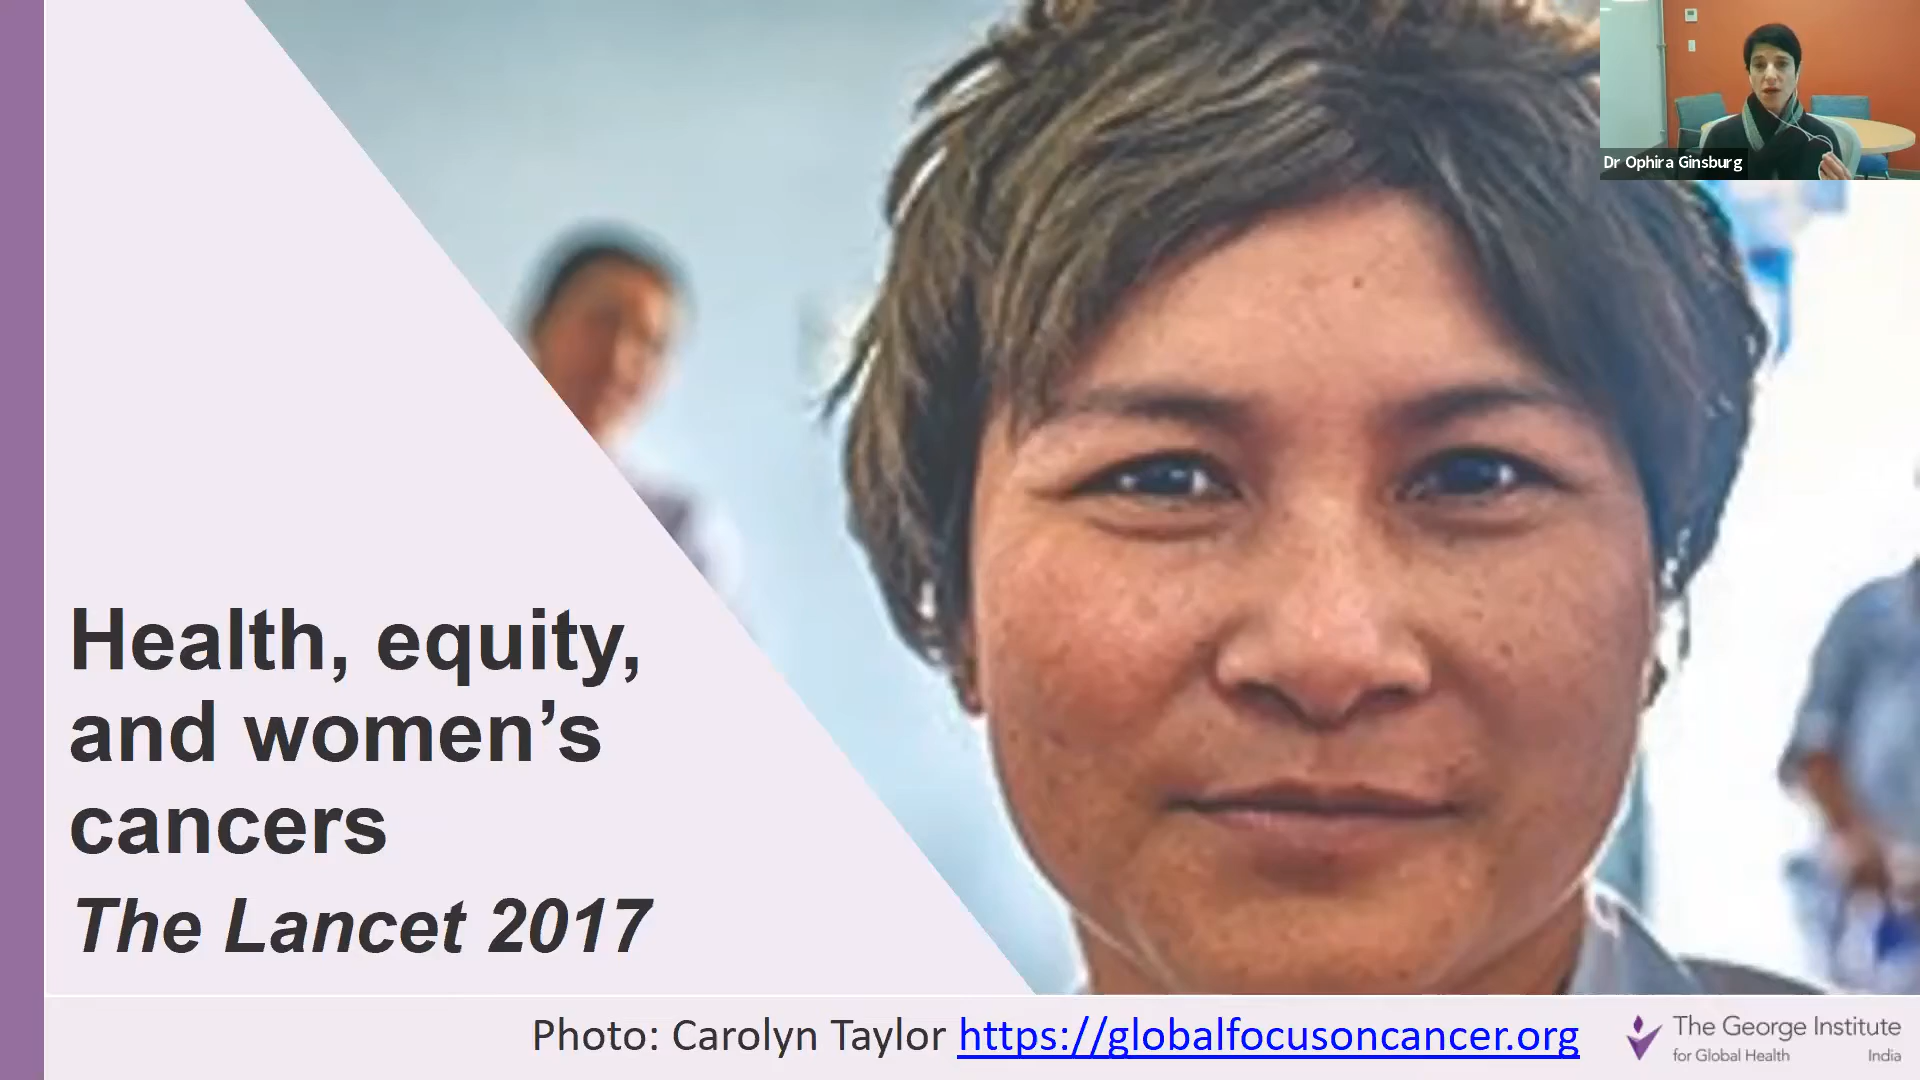 Dr Ophira Ginsburg
Health, equity,
and women’s
cancers
The Lancet 2017
Photo: Carolyn Taylor https://globalfocusoncancer.org
The George Institute
for Global Health India